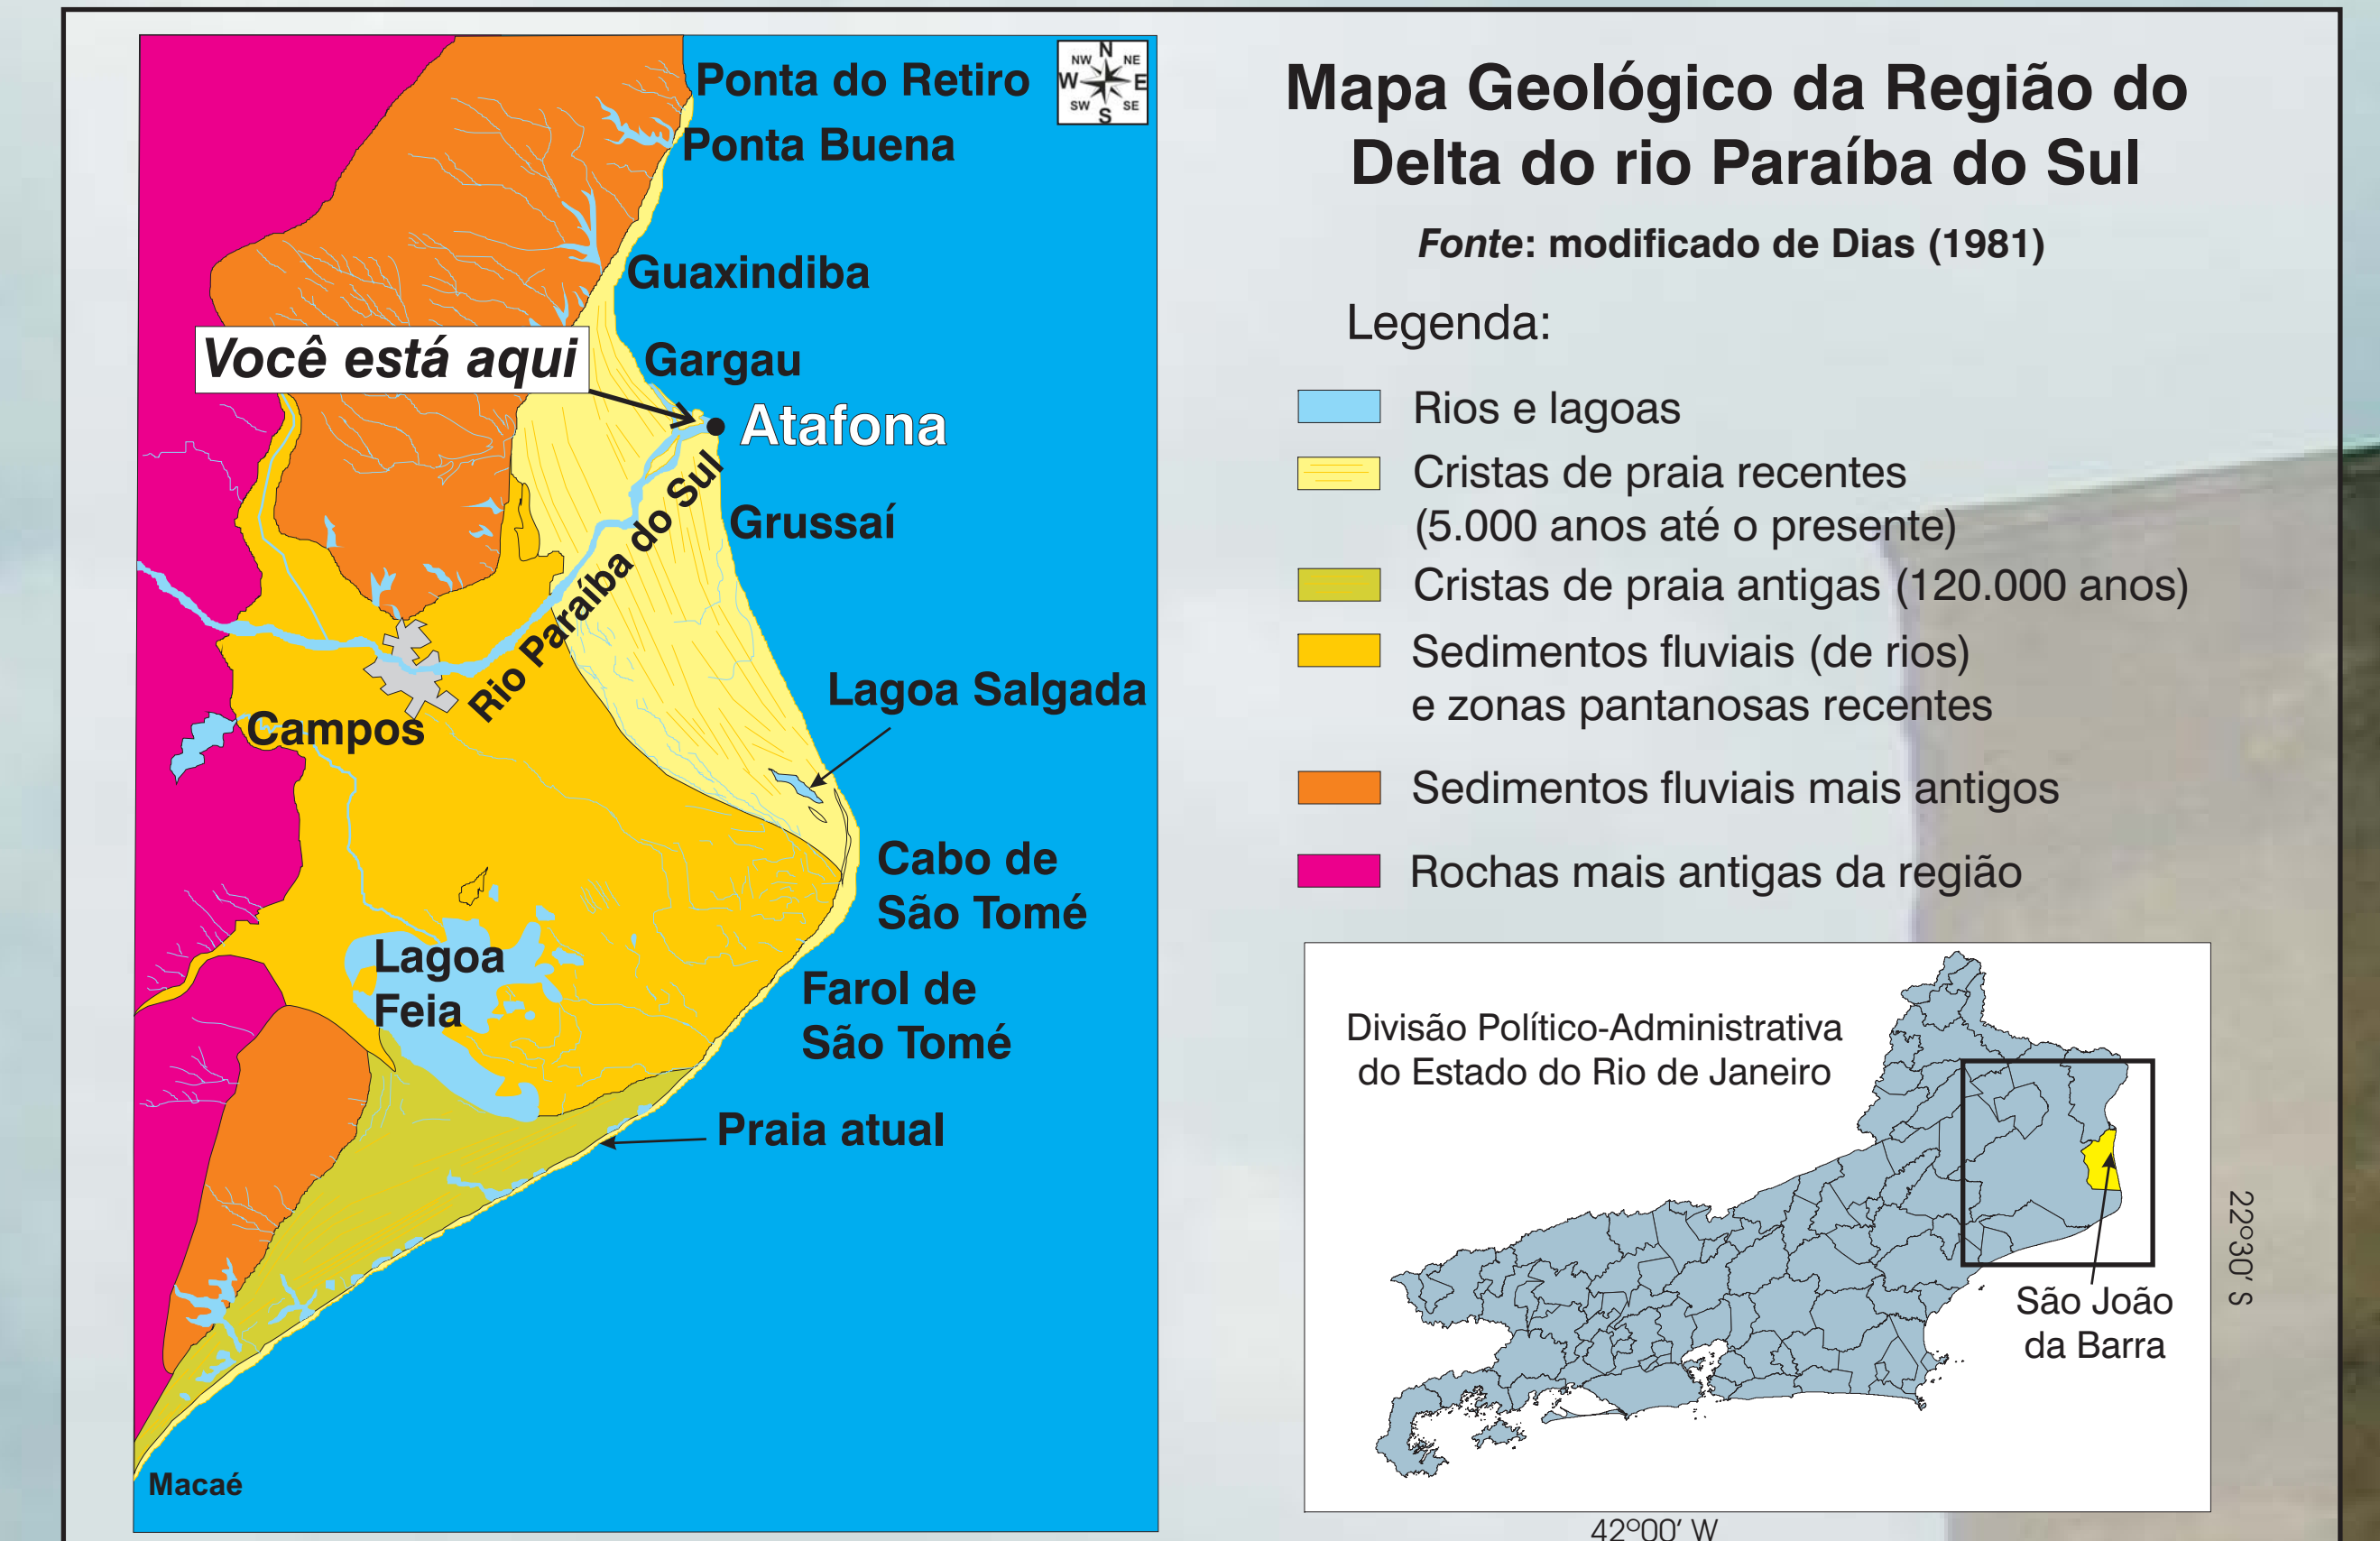 Mapa Geológico da Região do
Delta do rio Paraíba do Sul
Fonte: modificado de Dias (1981)
Legenda:
Rios e lagoas
Cristas de praia recentes
(5.000 anos até o presente)
Cristas de praia antigas (120.000 anos)
Sedimentos fluviais (de rios)
e zonas pantanosas recentes
Sedimentos fluviais mais antigos
Rochas mais antigas da região
N
NW
NE
W
E
SW
SE
S
Ponta do Retiro
Ponta Buena
Guaxindiba
Você está aqui
Gargau
Atafona
Rio Paraíba do Sul
Grussaí
Lagoa Salgada
Campos
Cabo de
São Tomé
Lagoa
Feia
Farol de
São Tomé
Praia atual
Macaé
Divisão Político-Administrativa
do Estado do Rio de Janeiro
São João
da Barra
22°30' S
42°00' W